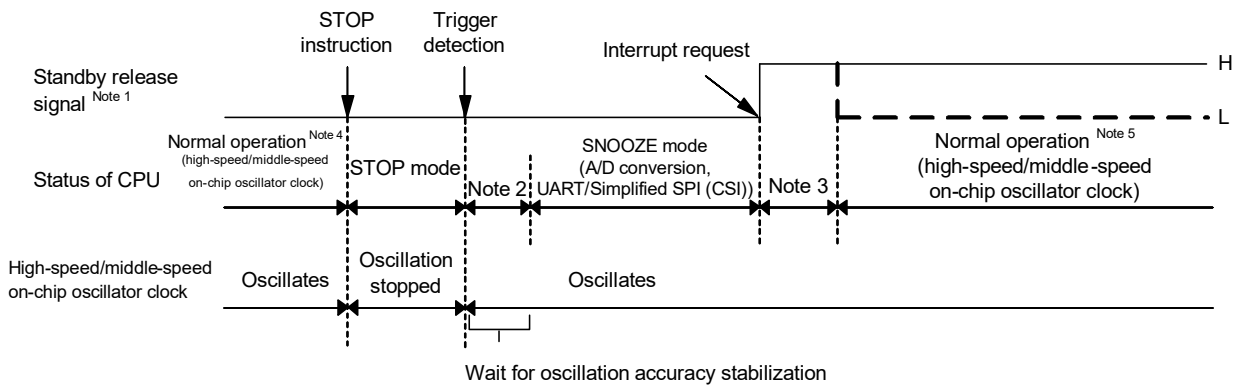 STOP
instruction
Trigger
detection
Interrupt request
Standby release
signal Note 1
H
L
Normal operation Note 4
(high-speed/middle-speed
on-chip oscillator clock)
STOP mode
Note 2
SNOOZE mode
(A/D conversion,
UART/Simplified SPI (CSI))
Note 3
Normal operation Note 5
(high-speed/middle-speed
on-chip oscillator clock)
Status of CPU
High-speed/middle-speed
on-chip oscillator clock
Oscillates
Oscillation
stopped
Oscillates
Wait for oscillation accuracy stabilization